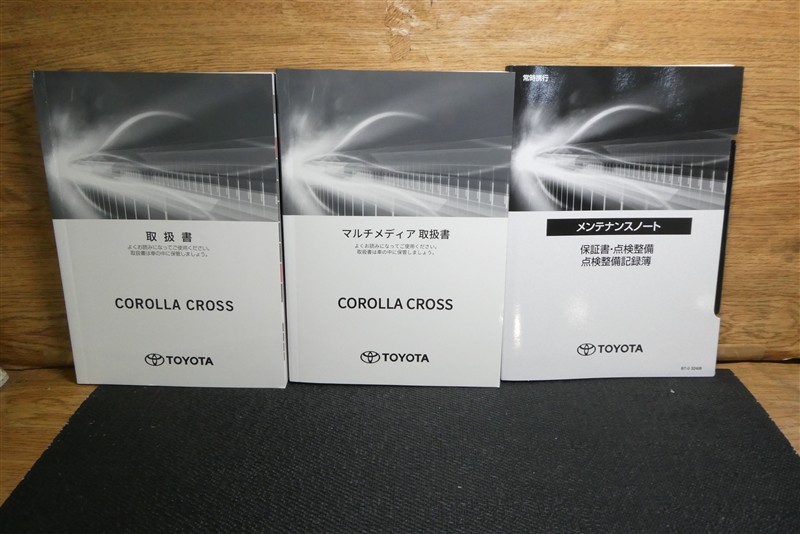 取扱書
よくお読みになってご使用ください。
取扱書は車の中に保管しましょう。
COROLLA CROSS
TOYOTA
マルチメディア取扱書
よくお読みになってご使用ください。
取扱書は車の中に保管しましょう。
COROLLA CROSS
TOYOTA
常時携行
メンテナンスノート
保証書・点検整備
点検整備記録簿
TOYOTA